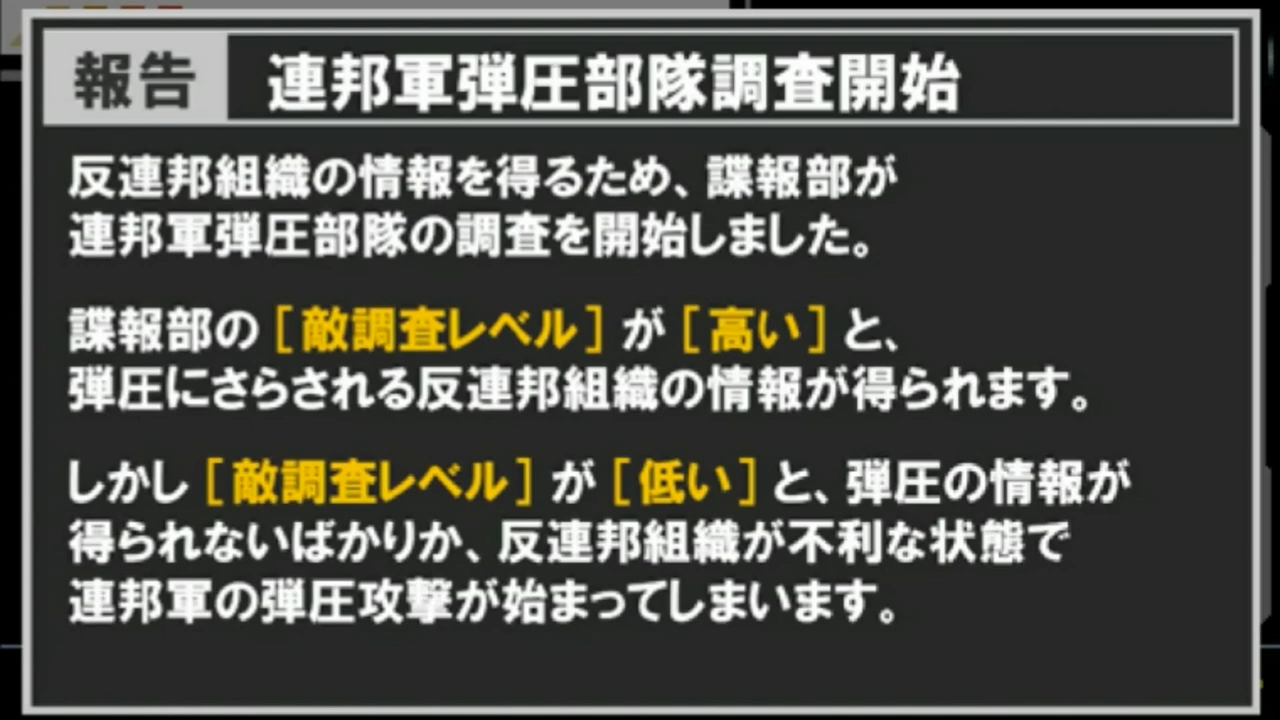 報告 連邦軍弾圧部隊調査開始
反連邦組織の情報を得るため、諜報部が
連邦軍弾圧部隊の調査を開始しました。
諜報部の［敵調査レベル］が［高い］と、
弾圧にさらされる反連邦組織の情報が得られます。
しかし［敵調査レベル］が［低い］と、弾圧の情報が
得られないばかりか、反連邦組織が不利な状態で
連邦軍の弾圧攻撃が始まってしまいます。